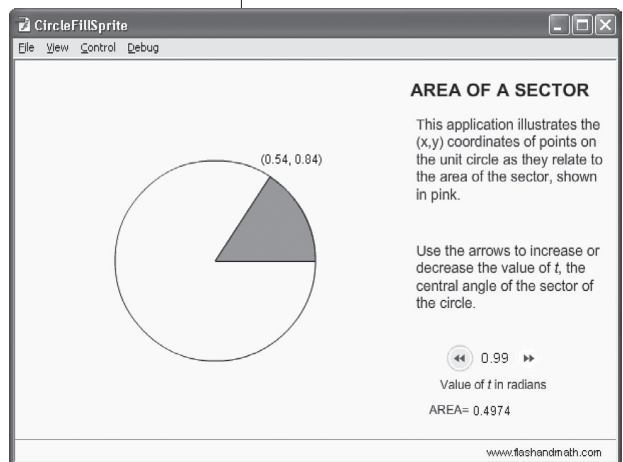 CircleFillSprite
File View Control Debug
AREA OF A SECTOR
This application illustrates the
(x,y) coordinates of points on
the unit circle as they relate to
the area of the sector, shown
in pink.
(0.54, 0.84)
Use the arrows to increase or
decrease the value of t, the
central angle of the sector of
the circle.
0.99
Value of t in radians
AREA= 0.4974
www.flashandmath.com